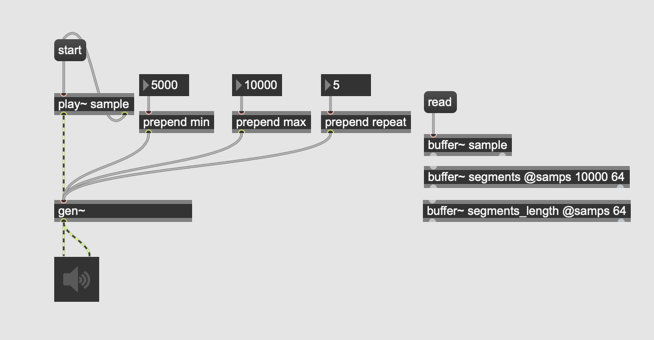 start
5000
10000
5
read
play~ sample
prepend min
prepend max
prepend repeat
buffer~ sample
buffer~ segments @samps 10000 64
gen~
buffer~ segments_length @samps 64